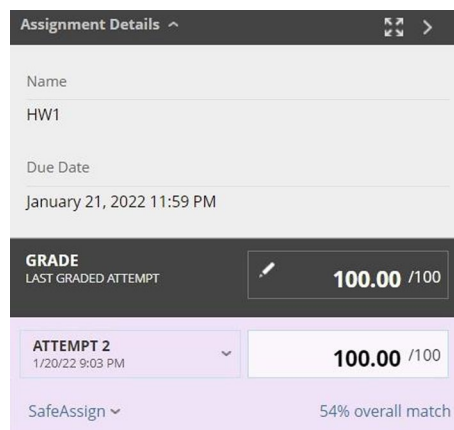 Assignment Details
Name
HW1
Due Date
January 21, 2022 11:59 PM
GRADE
LAST GRADED ATTEMPT
100.00 /100
ATTEMPT 2
1/20/22 9:03 PM
100.00 /100
SafeAssign
54% overall match